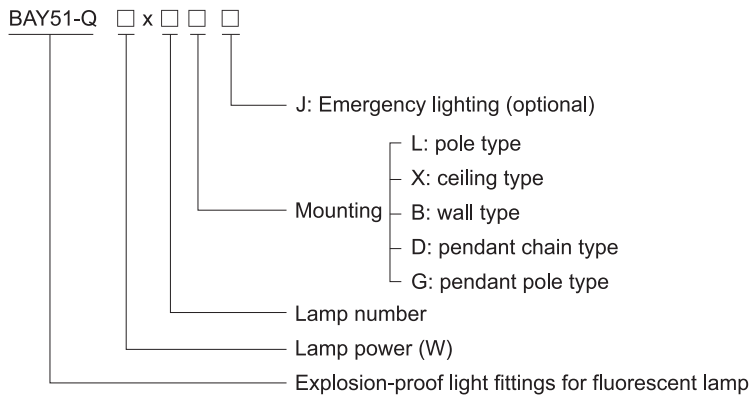 BAY51-Q □ x □ □ □
J: Emergency lighting (optional)
L: pole type
X: ceiling type
Mounting
B: wall type
D: pendant chain type
G: pendant pole type
Lamp number
Lamp power (W)
Explosion-proof light fittings for fluorescent lamp